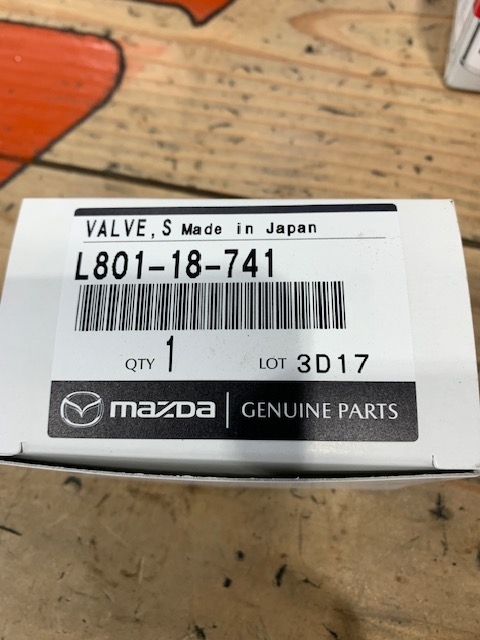 VALVE,S Made in Japan
L801-18-741
QTY 1 LOT 3D17
mazda GENUINE PARTS